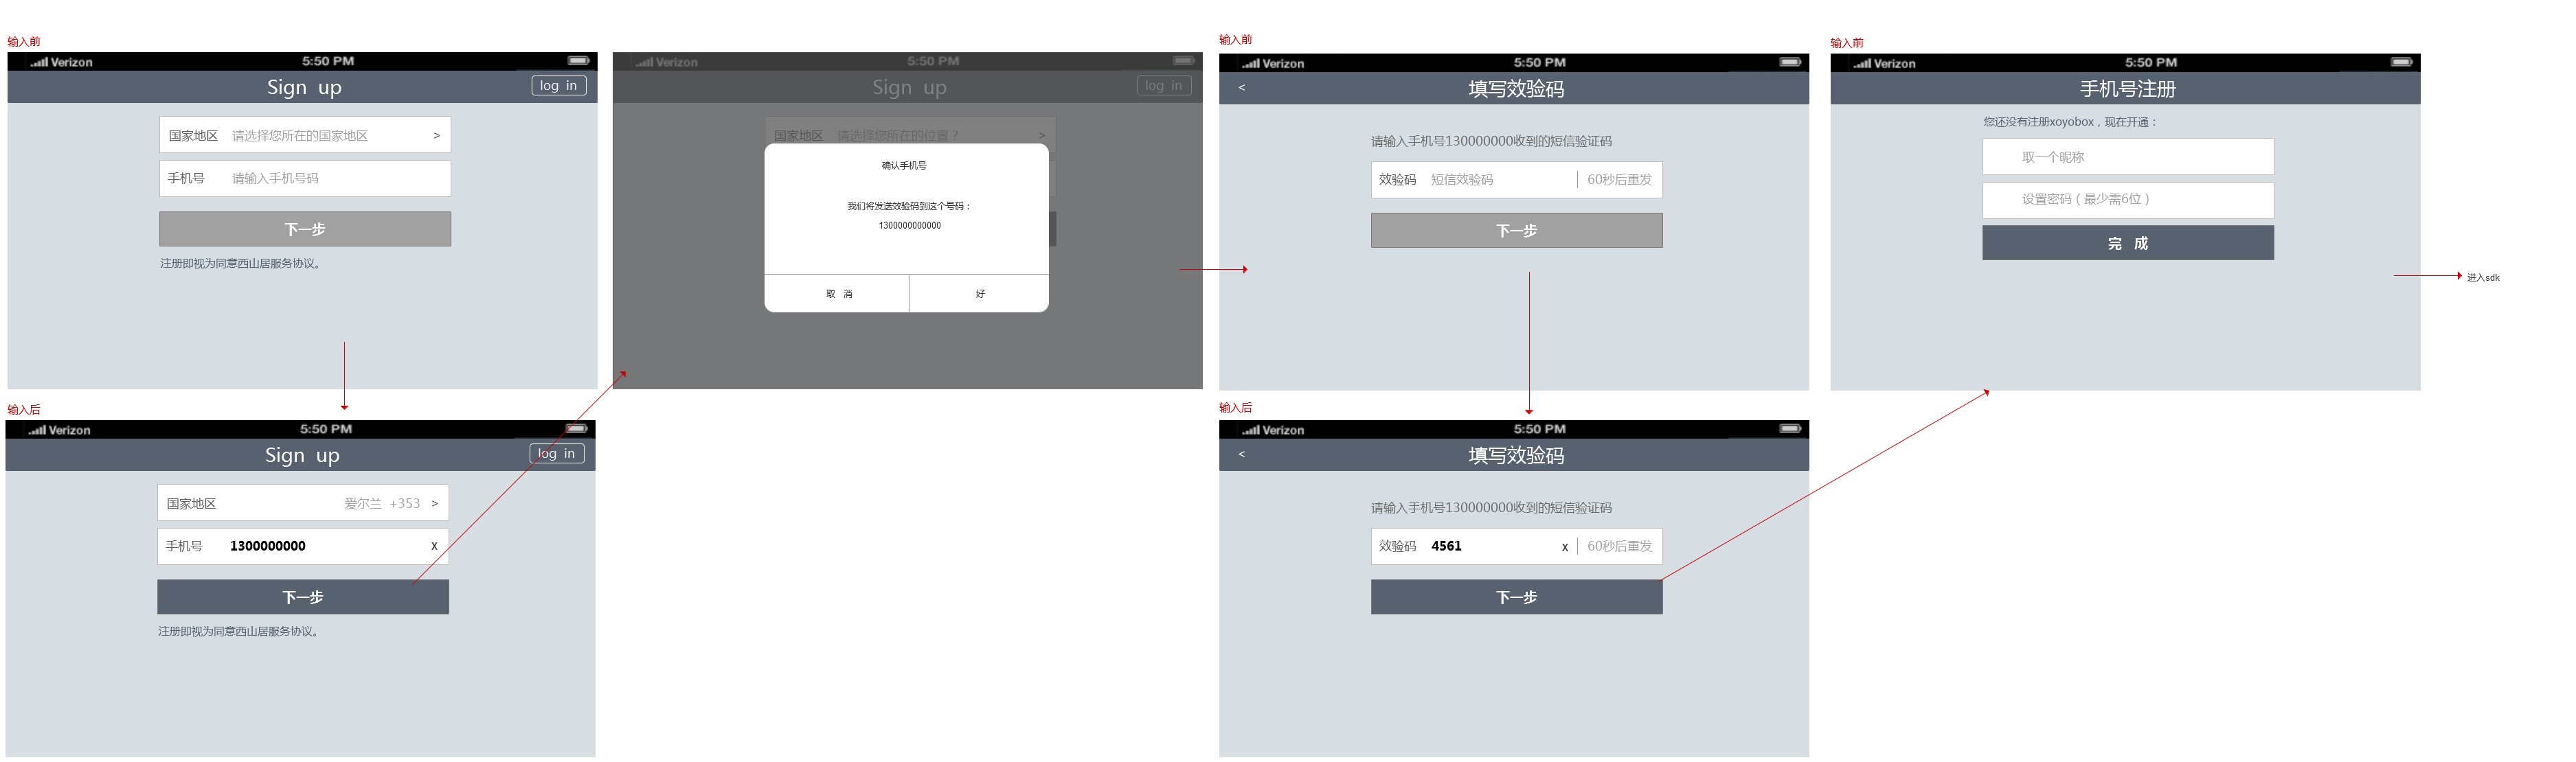 输入前
Verizon 5:50 PM
Sign up log in
国家地区 请选择您所在的国家地区 >
手机号 请输入手机号码
下一步
注册即视为同意西山居服务协议。
输入后
Verizon 5:50 PM
Sign up log in
国家地区 爱尔兰 +353 >
手机号 1300000000 X
下一步
注册即视为同意西山居服务协议。
Verizon 5:50 PM
Sign up log in
国家地区 请选择您所在的位置？ >
确认手机号
我们将发送效验码到这个号码：
1300000000000
取 消 好
输入前
Verizon 5:50 PM
< 填写效验码
请输入手机号130000000收到的短信验证码
效验码 短信效验码 60秒后重发
下一步
输入后
Verizon 5:50 PM
< 填写效验码
请输入手机号130000000收到的短信验证码
效验码 4561 X 60秒后重发
下一步
输入前
Verizon 5:50 PM
手机号注册
您还没有注册xoyobox，现在开通：
取一个昵称
设置密码（最少需6位）
完 成
进入sdk